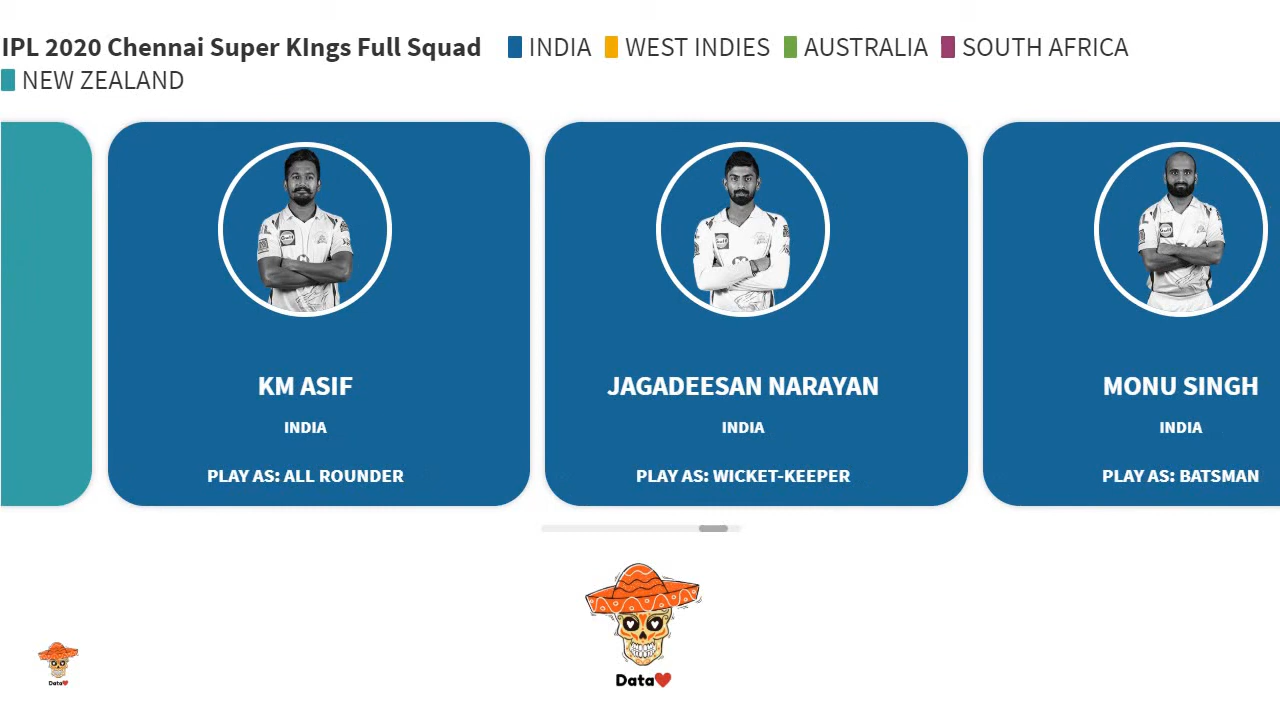 IPL 2020 Chennai Super KIngs Full Squad INDIA WEST INDIES AUSTRALIA SOUTH AFRICA
NEW ZEALAND
KM ASIF
INDIA
PLAY AS: ALL ROUNDER
JAGADEESAN NARAYAN
INDIA
PLAY AS: WICKET-KEEPER
MONU SINGH
INDIA
PLAY AS: BATSMAN
Data
Data